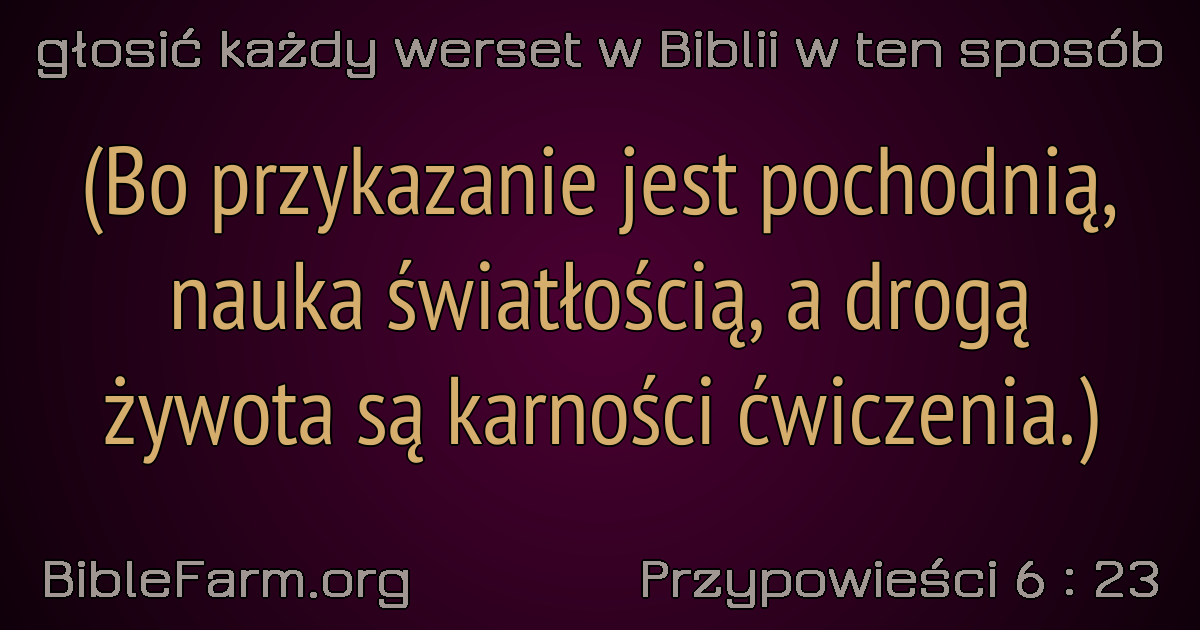 głosić każdy werset w Biblii w ten sposób
(Bo przykazanie jest pochodnią,
nauka światłością, a drogą
żywota są karności ćwiczenia.)
BibleFarm.org
Przypowieści 6 : 23